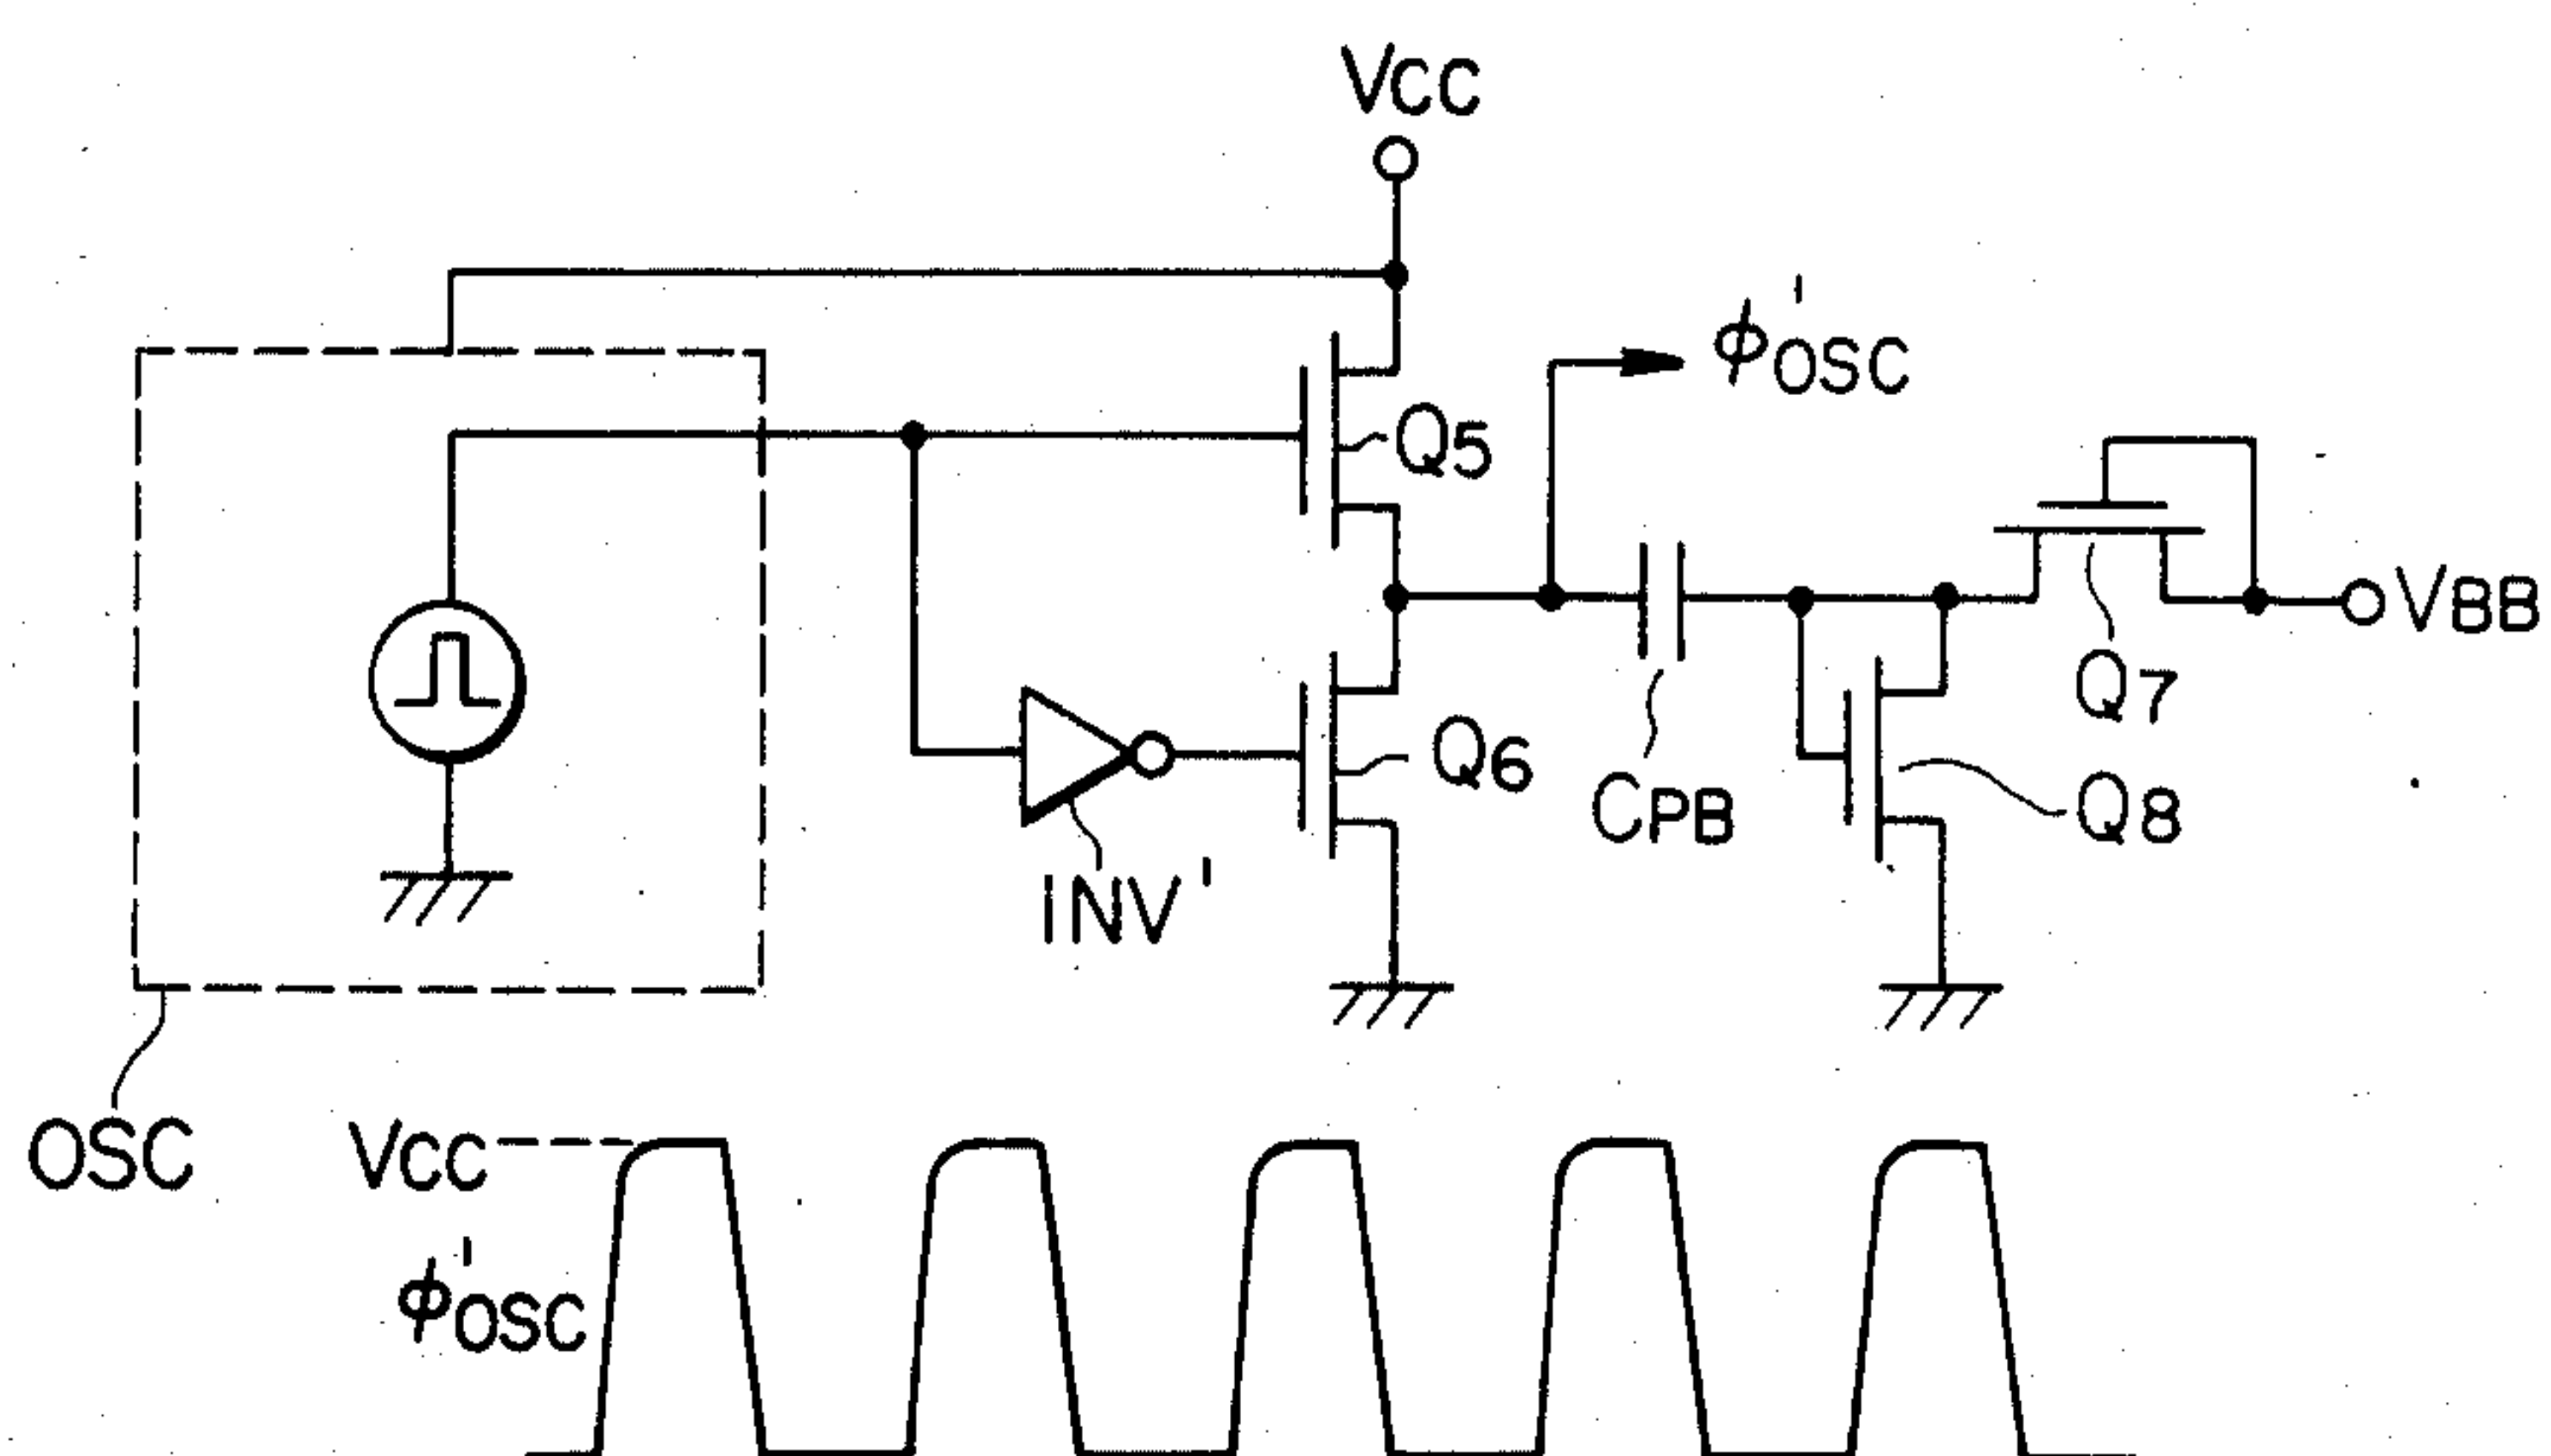 VCC
ϕ'OSC
Q5
VBB
Q7
Q6
CPB
Q8
INV'
OSC
VCC
ϕ'OSC